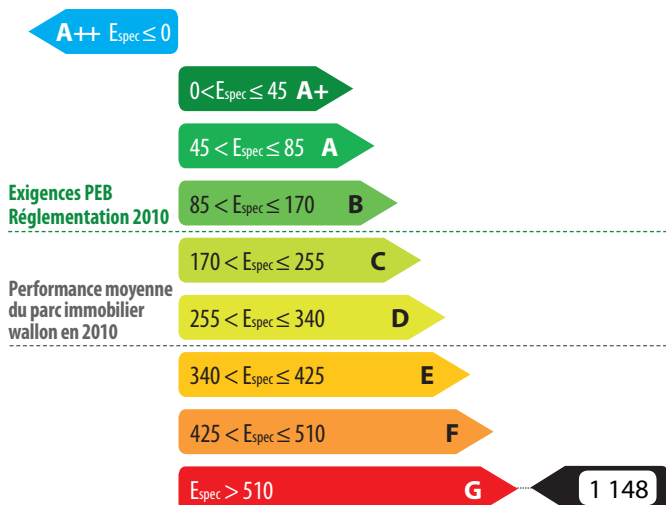 A++ Espec ≤ 0
0 < Espec ≤ 45 A+
45 < Espec ≤ 85 A
Exigences PEB
Réglementation 2010
85 < Espec ≤ 170 B
170 < Espec ≤ 255 C
Performance moyenne
du parc immobilier
wallon en 2010
255 < Espec ≤ 340 D
340 < Espec ≤ 425 E
425 < Espec ≤ 510 F
Espec > 510 G
1 148